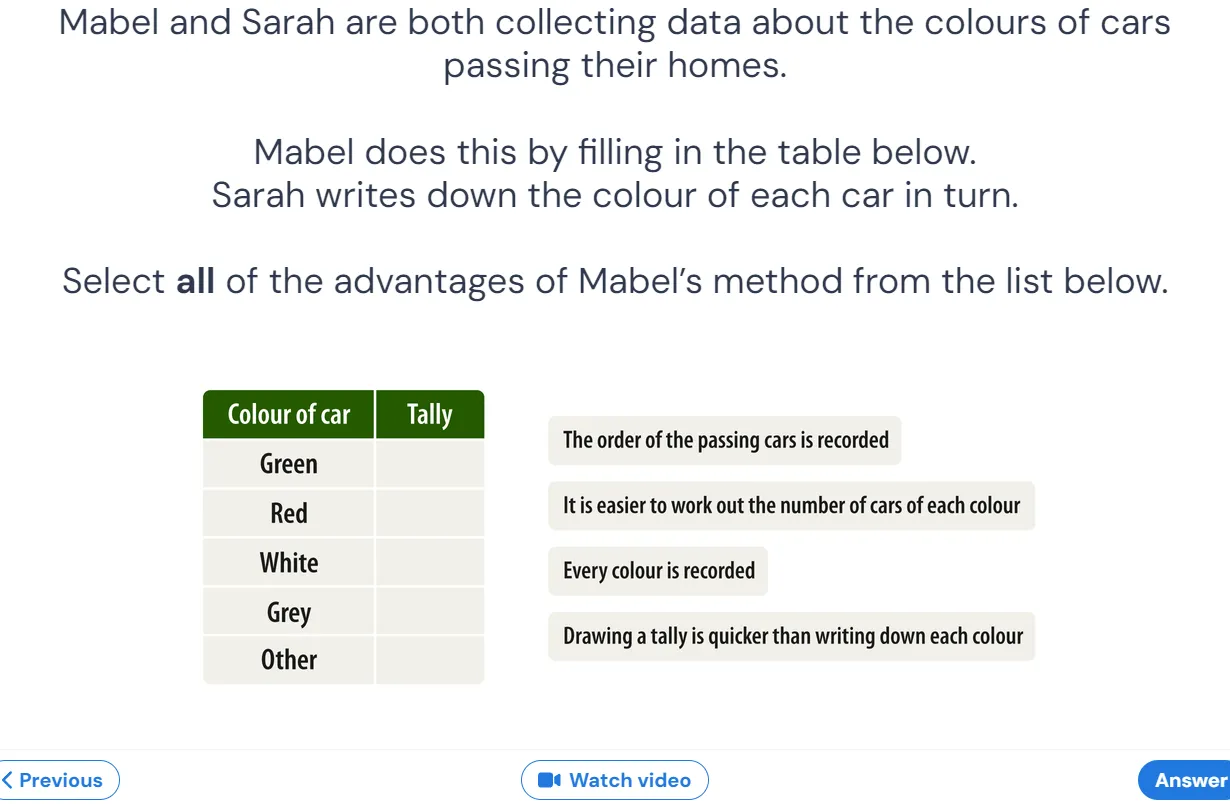 Mabel and Sarah are both collecting data about the colours of cars
passing their homes.
Mabel does this by filling in the table below.
Sarah writes down the colour of each car in turn.
Select all of the advantages of Mabel's method from the list below.
Colour of car Tally
Green
Red
White
Grey
Other
The order of the passing cars is recorded
It is easier to work out the number of cars of each colour
Every colour is recorded
Drawing a tally is quicker than writing down each colour
Previous
Watch video
Answer